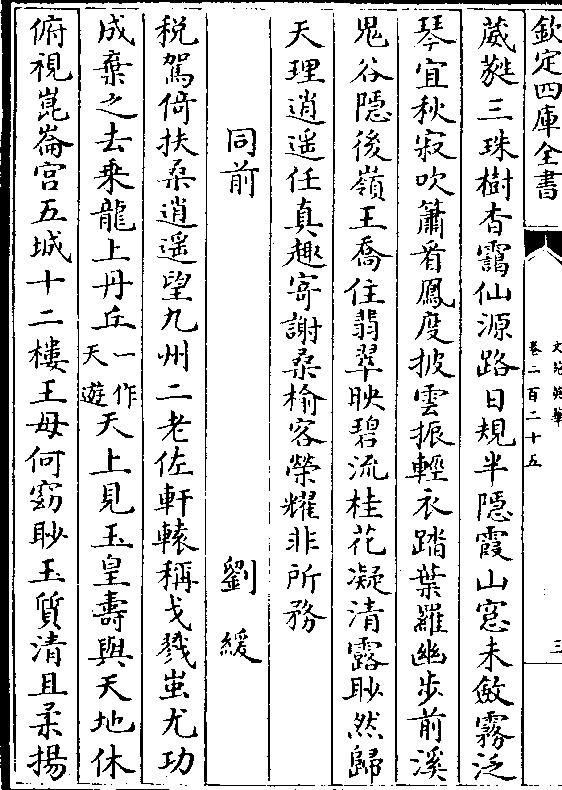 欽定四庫全書
文苑英華
卷二百二十五
三
葳蕤三珠樹杳靄仙源路日規半隱霞山窓未斂霧泛
琴宜秋寂吹簫看鳳度披雲振輕衣踏葉羅幽步前溪
鬼谷隱後嶺王喬住翡翠映碧流桂花凝清露眇然歸
天理逍遥任真趣寄謝桑榆客榮耀非所務
同前 劉緩
税駕倚扶桑逍遥望九州二老佐軒轅稱戈戮蚩尤功
成棄之去乘龍上丹丘一作天遊天上見玉皇壽與天地休
俯視崑崙宫五城十二樓王母何窈眇玉質清且柔揚